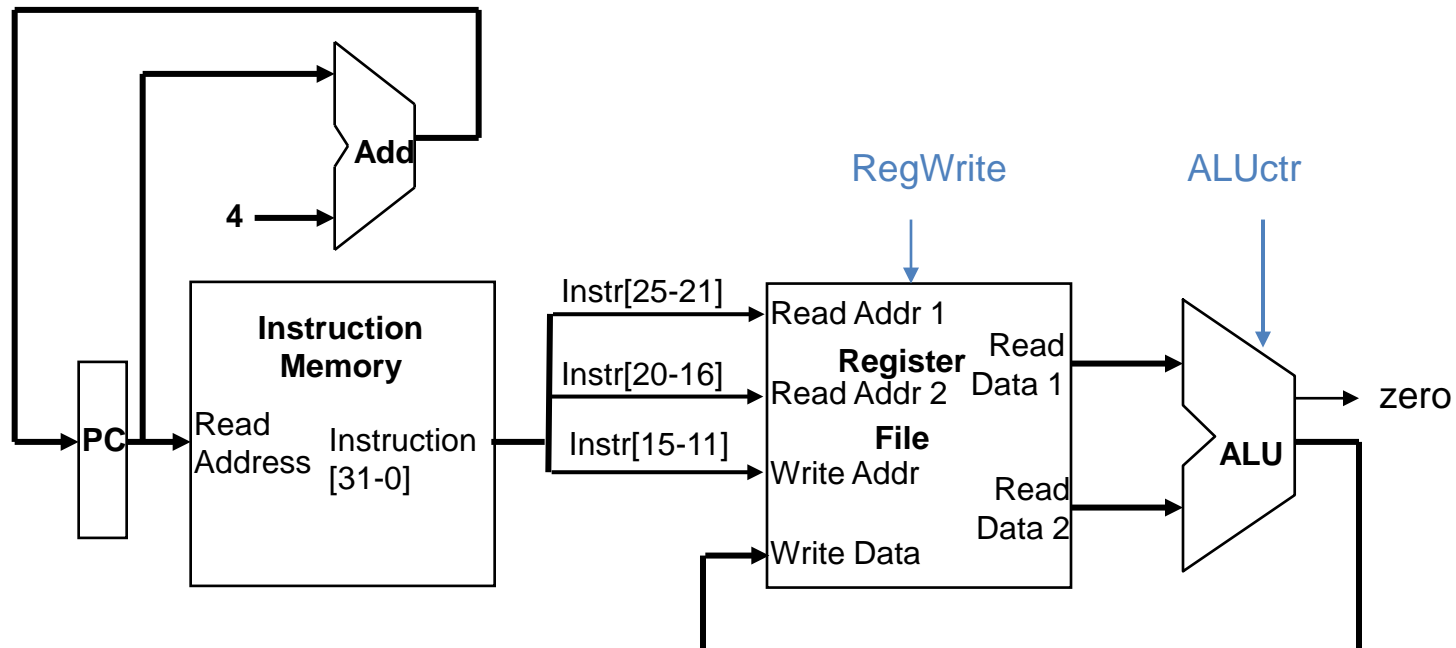 Add
4
RegWrite
ALUctr
Instruction
Memory
PC
Read
Address
Instruction
[31-0]
Instr[25-21]
Instr[20-16]
Instr[15-11]
Read Addr 1
Register
Read
Data 1
Read Addr 2
File
Write Addr
Read
Data 2
Write Data
ALU
zero